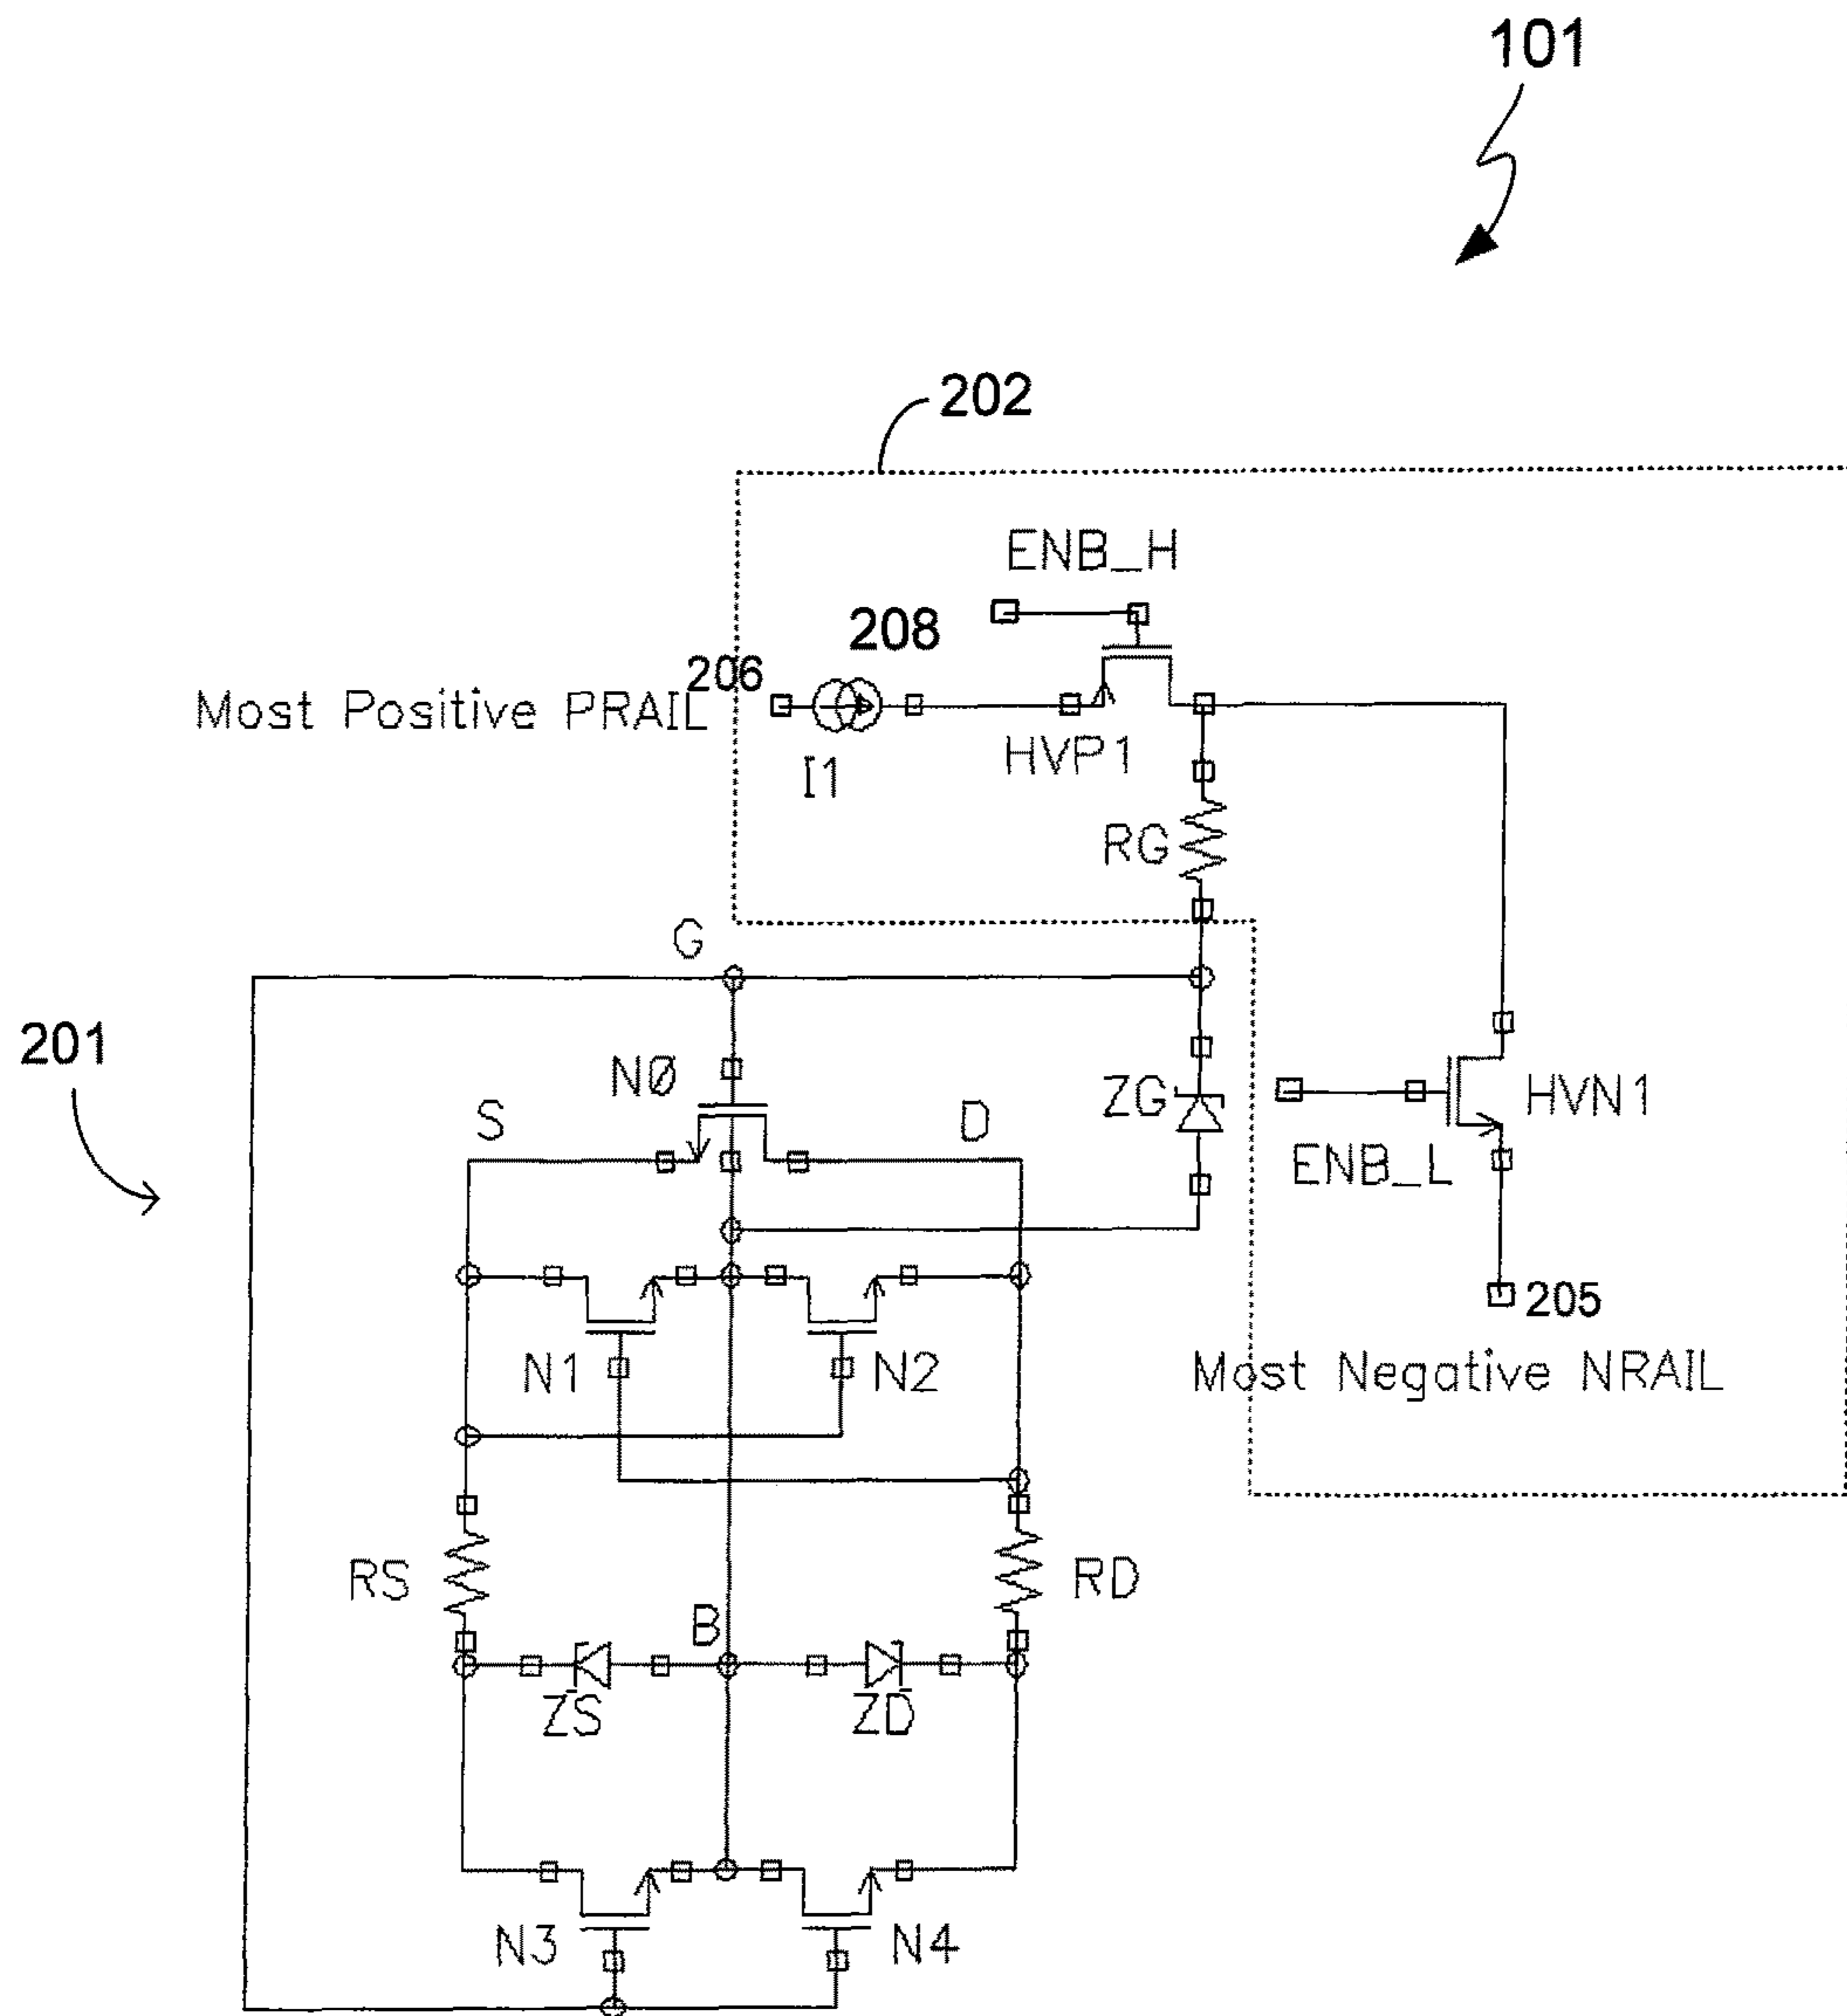 101
202
ENB_H
208
206
Most Positive PRAIL
I1
HVP1
RG
G
201
N0
S
D
ZG
HVN1
ENB_L
205
N1
N2
Most Negative NRAIL
RS
RD
B
ZS
ZD
N3
N4